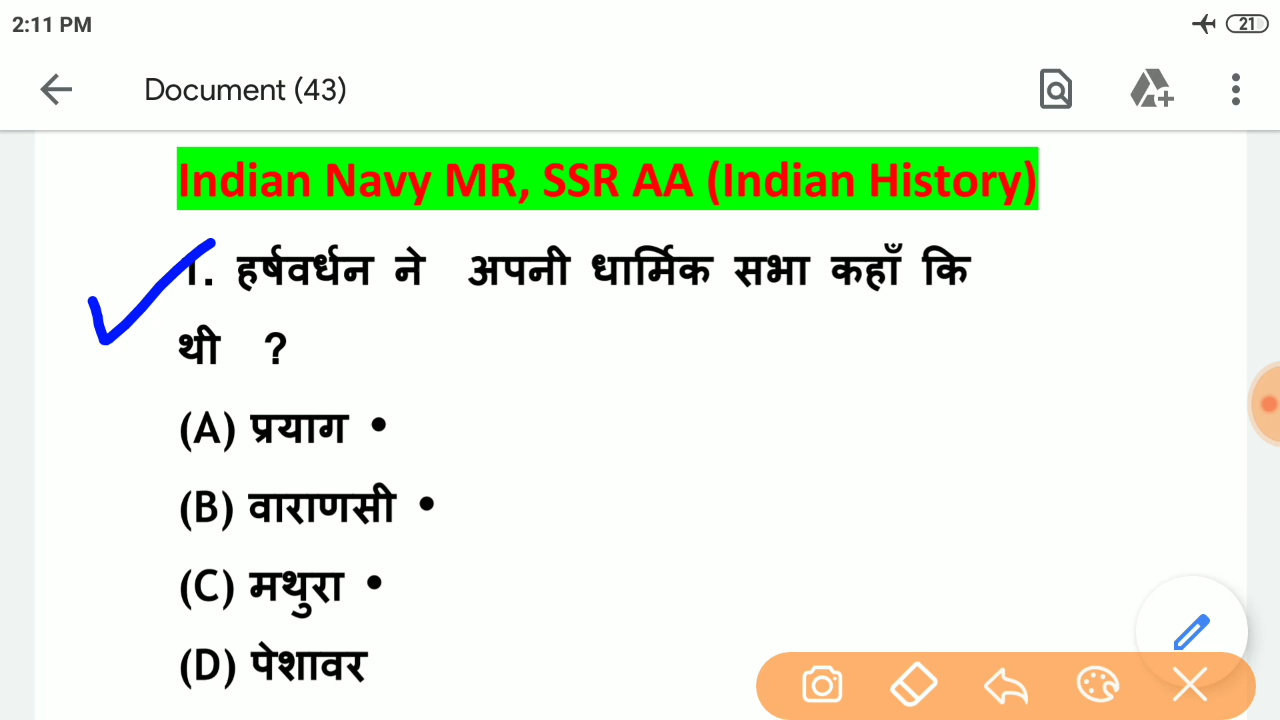 2:11 PM
21
Document (43)
Indian Navy MR, SSR AA (Indian History)
1. हर्षवर्धन ने अपनी धार्मिक सभा कहाँ कि
थी ?
(A) प्रयाग •
(B) वाराणसी •
(C) मथुरा •
(D) पेशावर